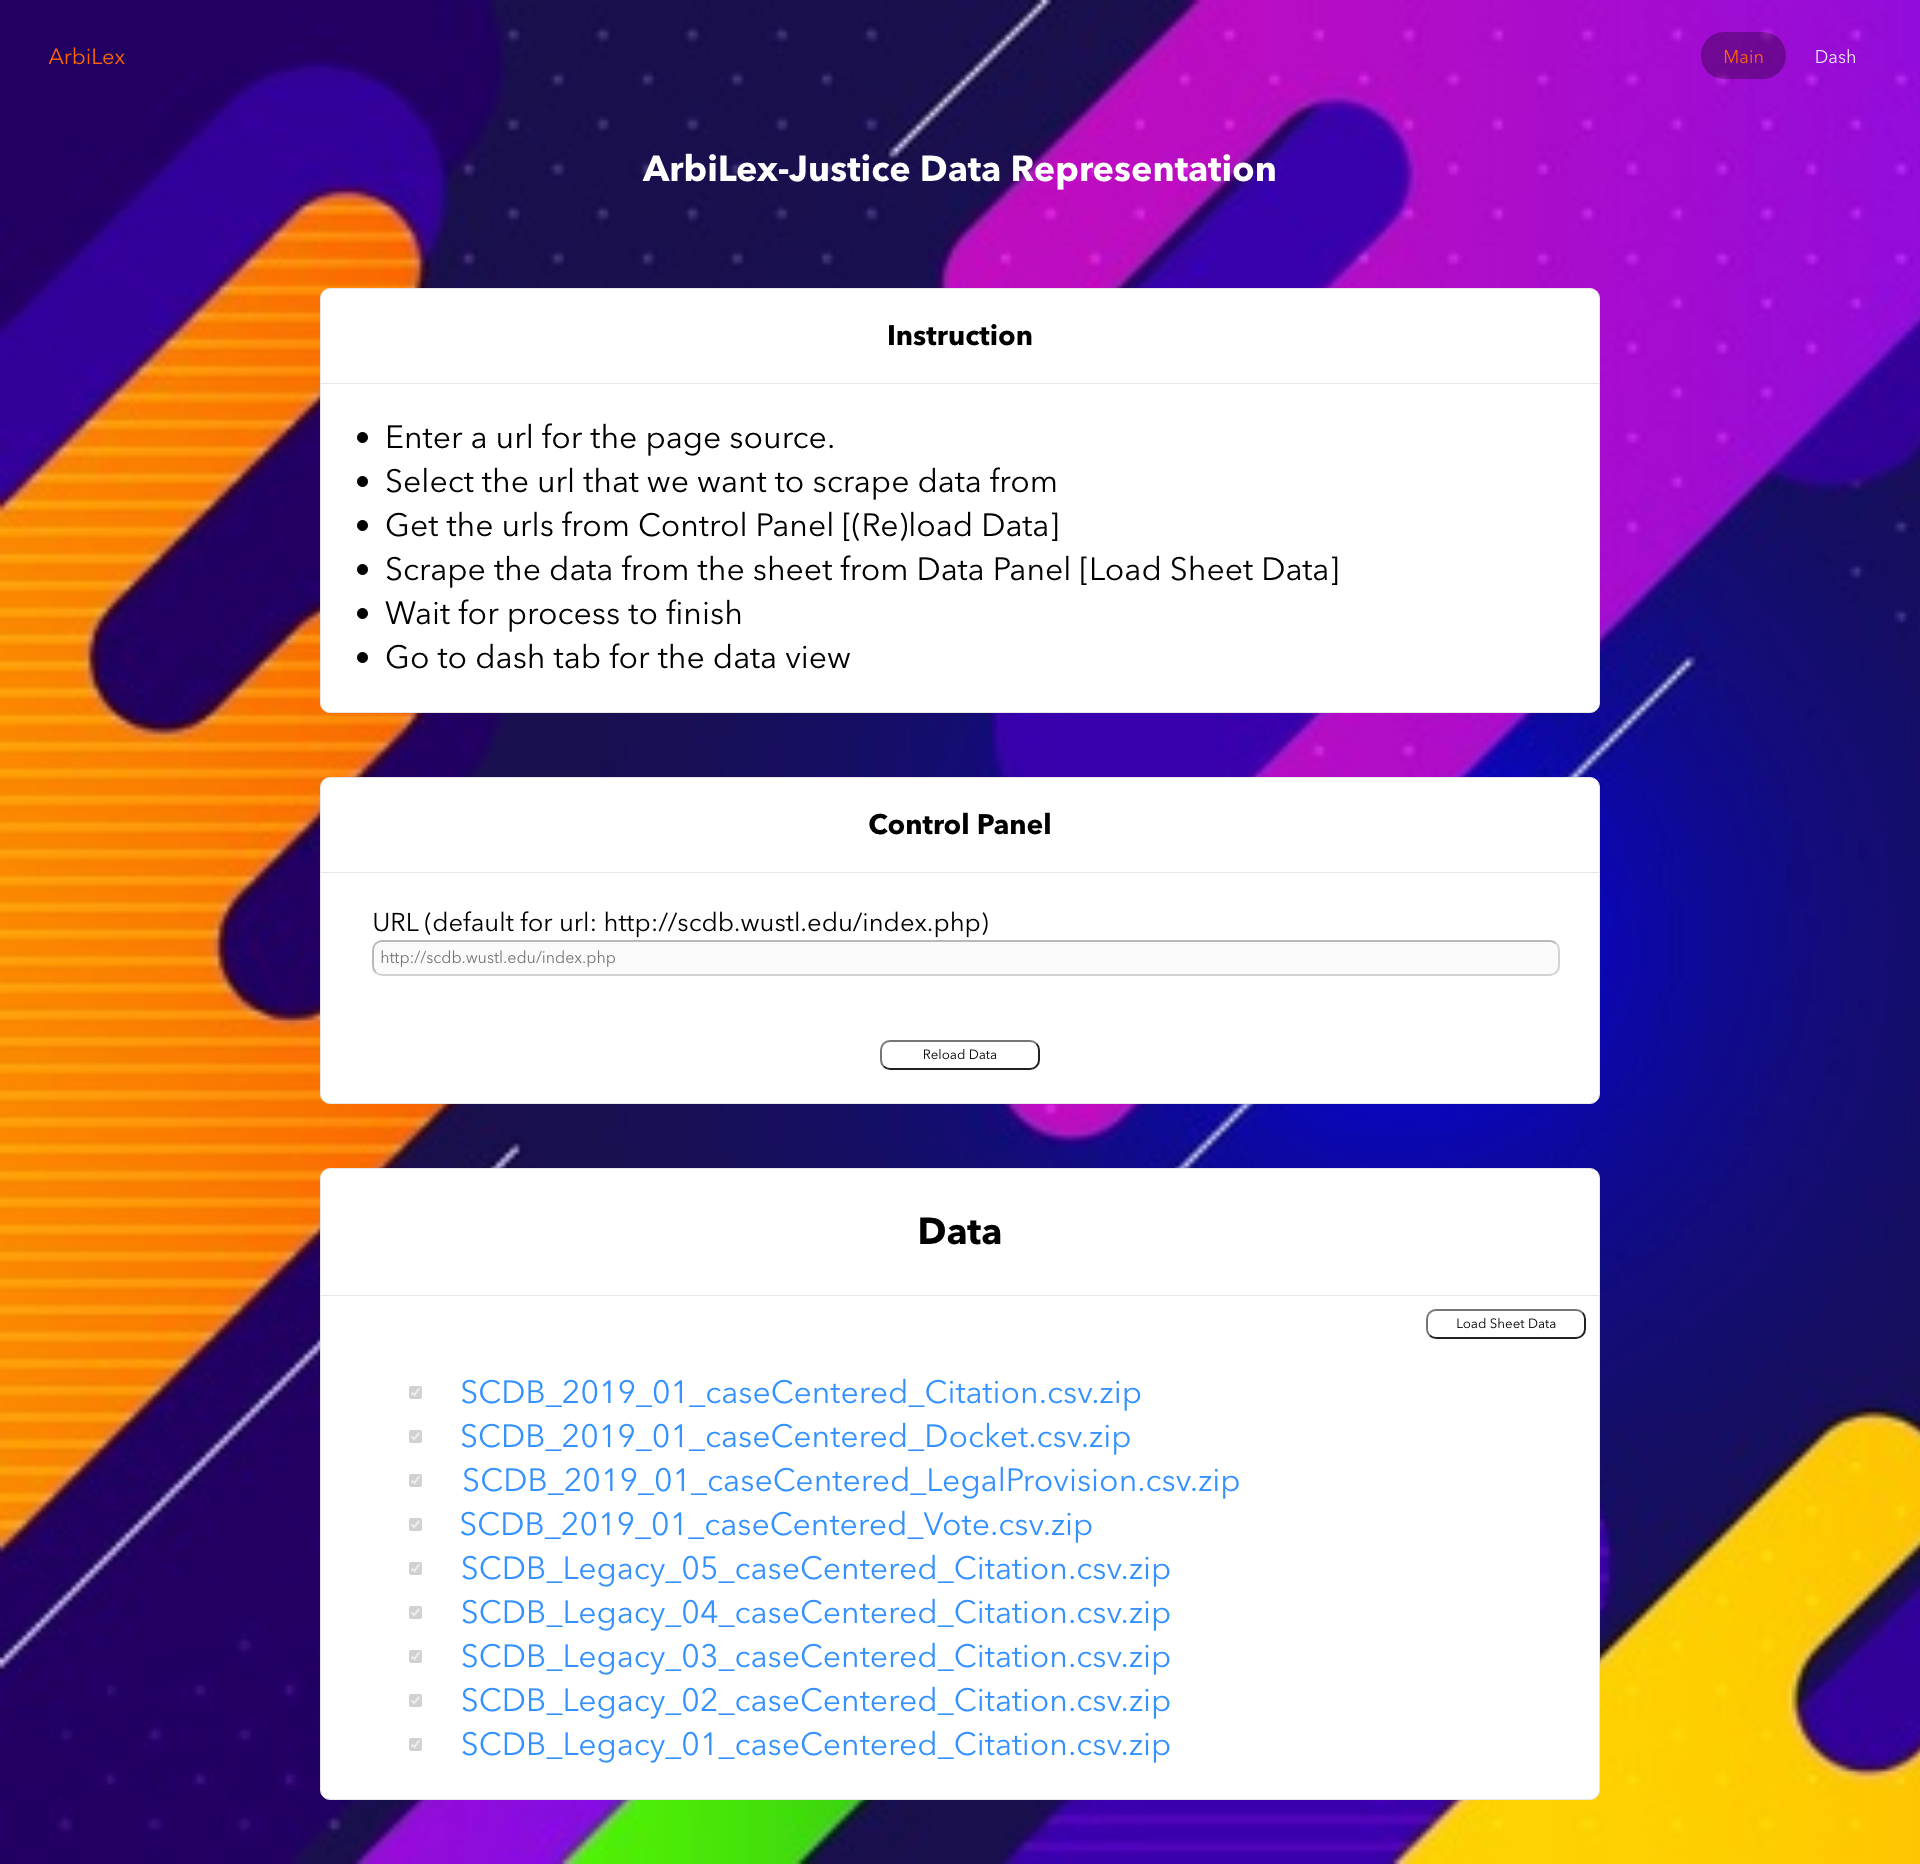 ArbiLex
Main
Dash
ArbiLex-Justice Data Representation
Instruction
Enter a url for the page source.
Select the url that we want to scrape data from
Get the urls from Control Panel [(Re)load Data]
Scrape the data from the sheet from Data Panel [Load Sheet Data]
Wait for process to finish
Go to dash tab for the data view
Control Panel
URL (default for url: http://scdb.wustl.edu/index.php)
http://scdb.wustl.edu/index.php
Reload Data
Data
Load Sheet Data
SCDB_2019_01_caseCentered_Citation.csv.zip
SCDB_2019_01_caseCentered_Docket.csv.zip
SCDB_2019_01_caseCentered_LegalProvision.csv.zip
SCDB_2019_01_caseCentered_Vote.csv.zip
SCDB_Legacy_05_caseCentered_Citation.csv.zip
SCDB_Legacy_04_caseCentered_Citation.csv.zip
SCDB_Legacy_03_caseCentered_Citation.csv.zip
SCDB_Legacy_02_caseCentered_Citation.csv.zip
SCDB_Legacy_01_caseCentered_Citation.csv.zip